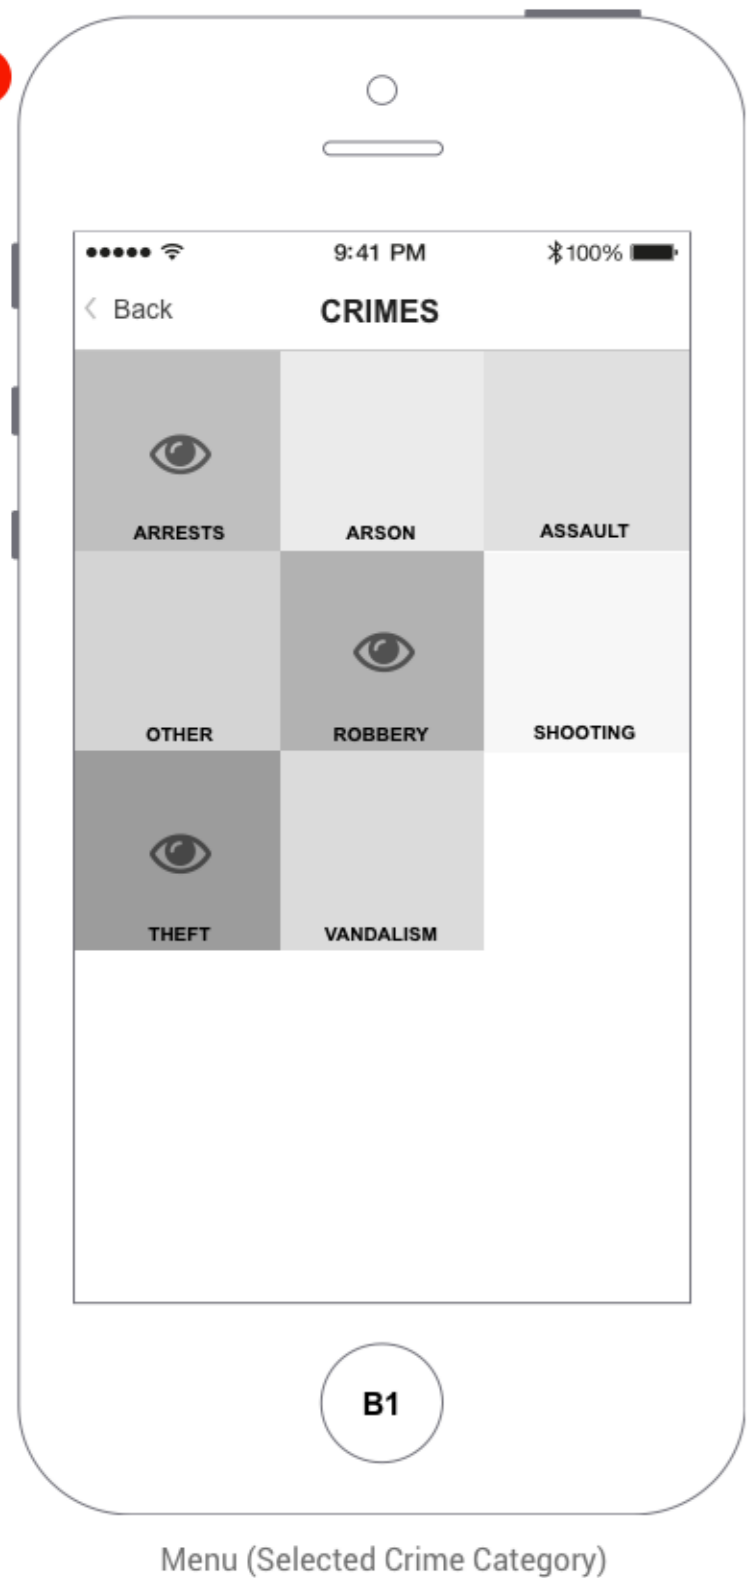 9:41 PM 100%
Back CRIMES
ARRESTS ARSON ASSAULT
OTHER ROBBERY SHOOTING
THEFT VANDALISM
B1
Menu (Selected Crime Category)